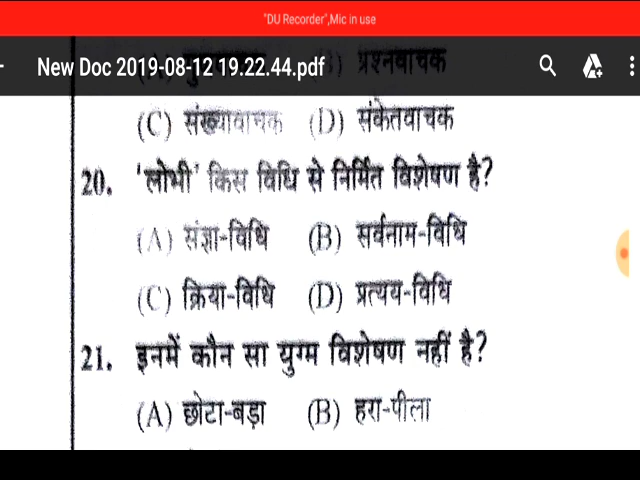 "DU Recorder",Mic in use
New Doc 2019-08-12 19.22.44.pdf
प्रश्नवाचक
(C) संख्यावाचक (D) संकेतवाचक
20. 'लोभी' किस विधि से निर्मित विशेषण है?
(A) संज्ञा-विधि (B) सर्वनाम-विधि
(C) क्रिया-विधि (D) प्रत्यय-विधि
21. इनमें कौन सा युग्म विशेषण नहीं है?
(A) छोटा-बड़ा (B) हरा-पीला